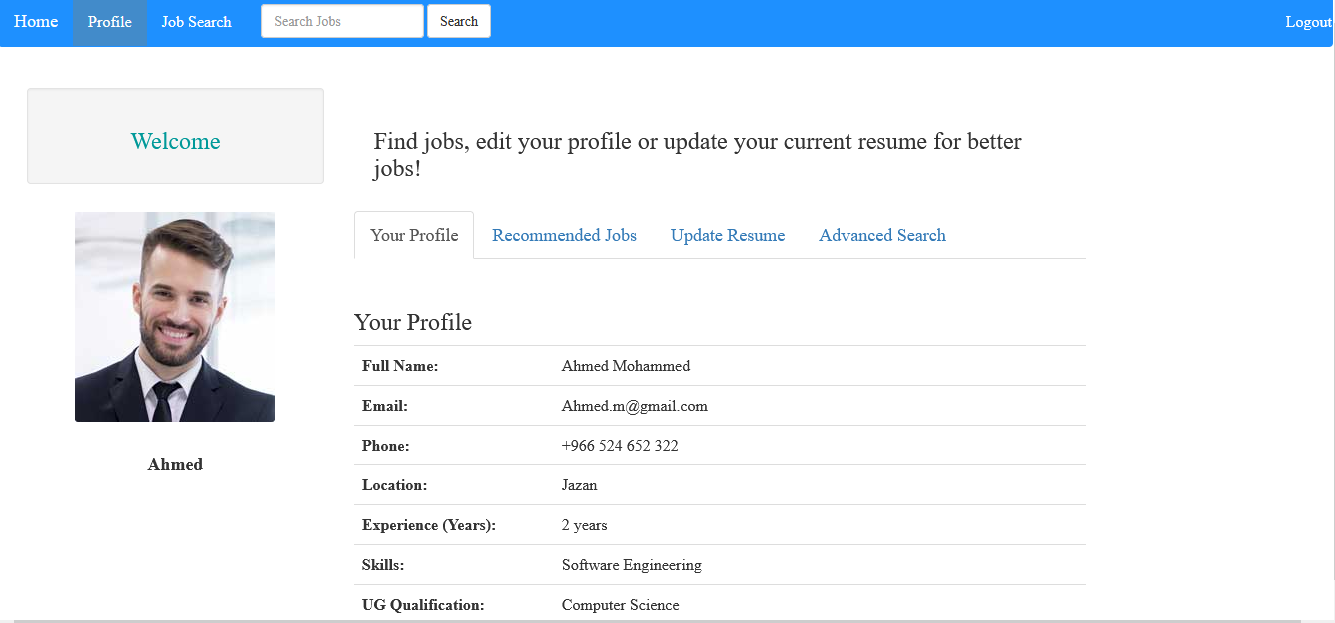 Home Profile Job Search Search Jobs Search Logout
Welcome
Find jobs, edit your profile or update your current resume for better
jobs!
Your Profile Recommended Jobs Update Resume Advanced Search
Ahmed
Your Profile
Full Name: Ahmed Mohammed
Email: Ahmed.m@gmail.com
Phone: +966 524 652 322
Location: Jazan
Experience (Years): 2 years
Skills: Software Engineering
UG Qualification: Computer Science